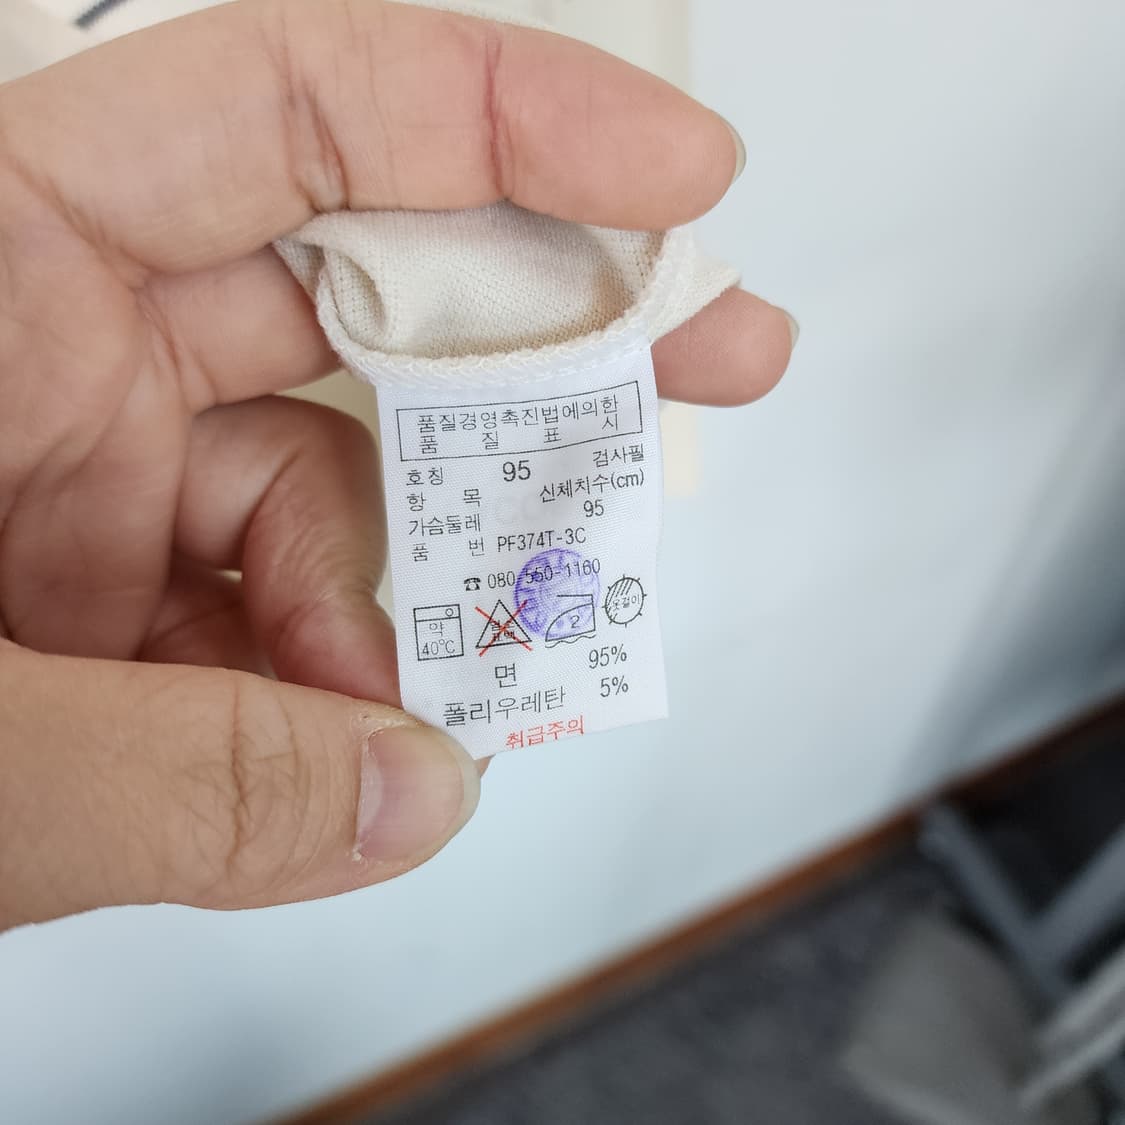 품질경영촉진법에의한
품 질 표 시
호칭 95 검사필
항 목 신체치수(cm)
가슴둘레 95
품 번 PF374T-3C
☎ 080-550-1160
약
40℃
2
옷걸이
면 95%
폴리우레탄 5%
취급주의